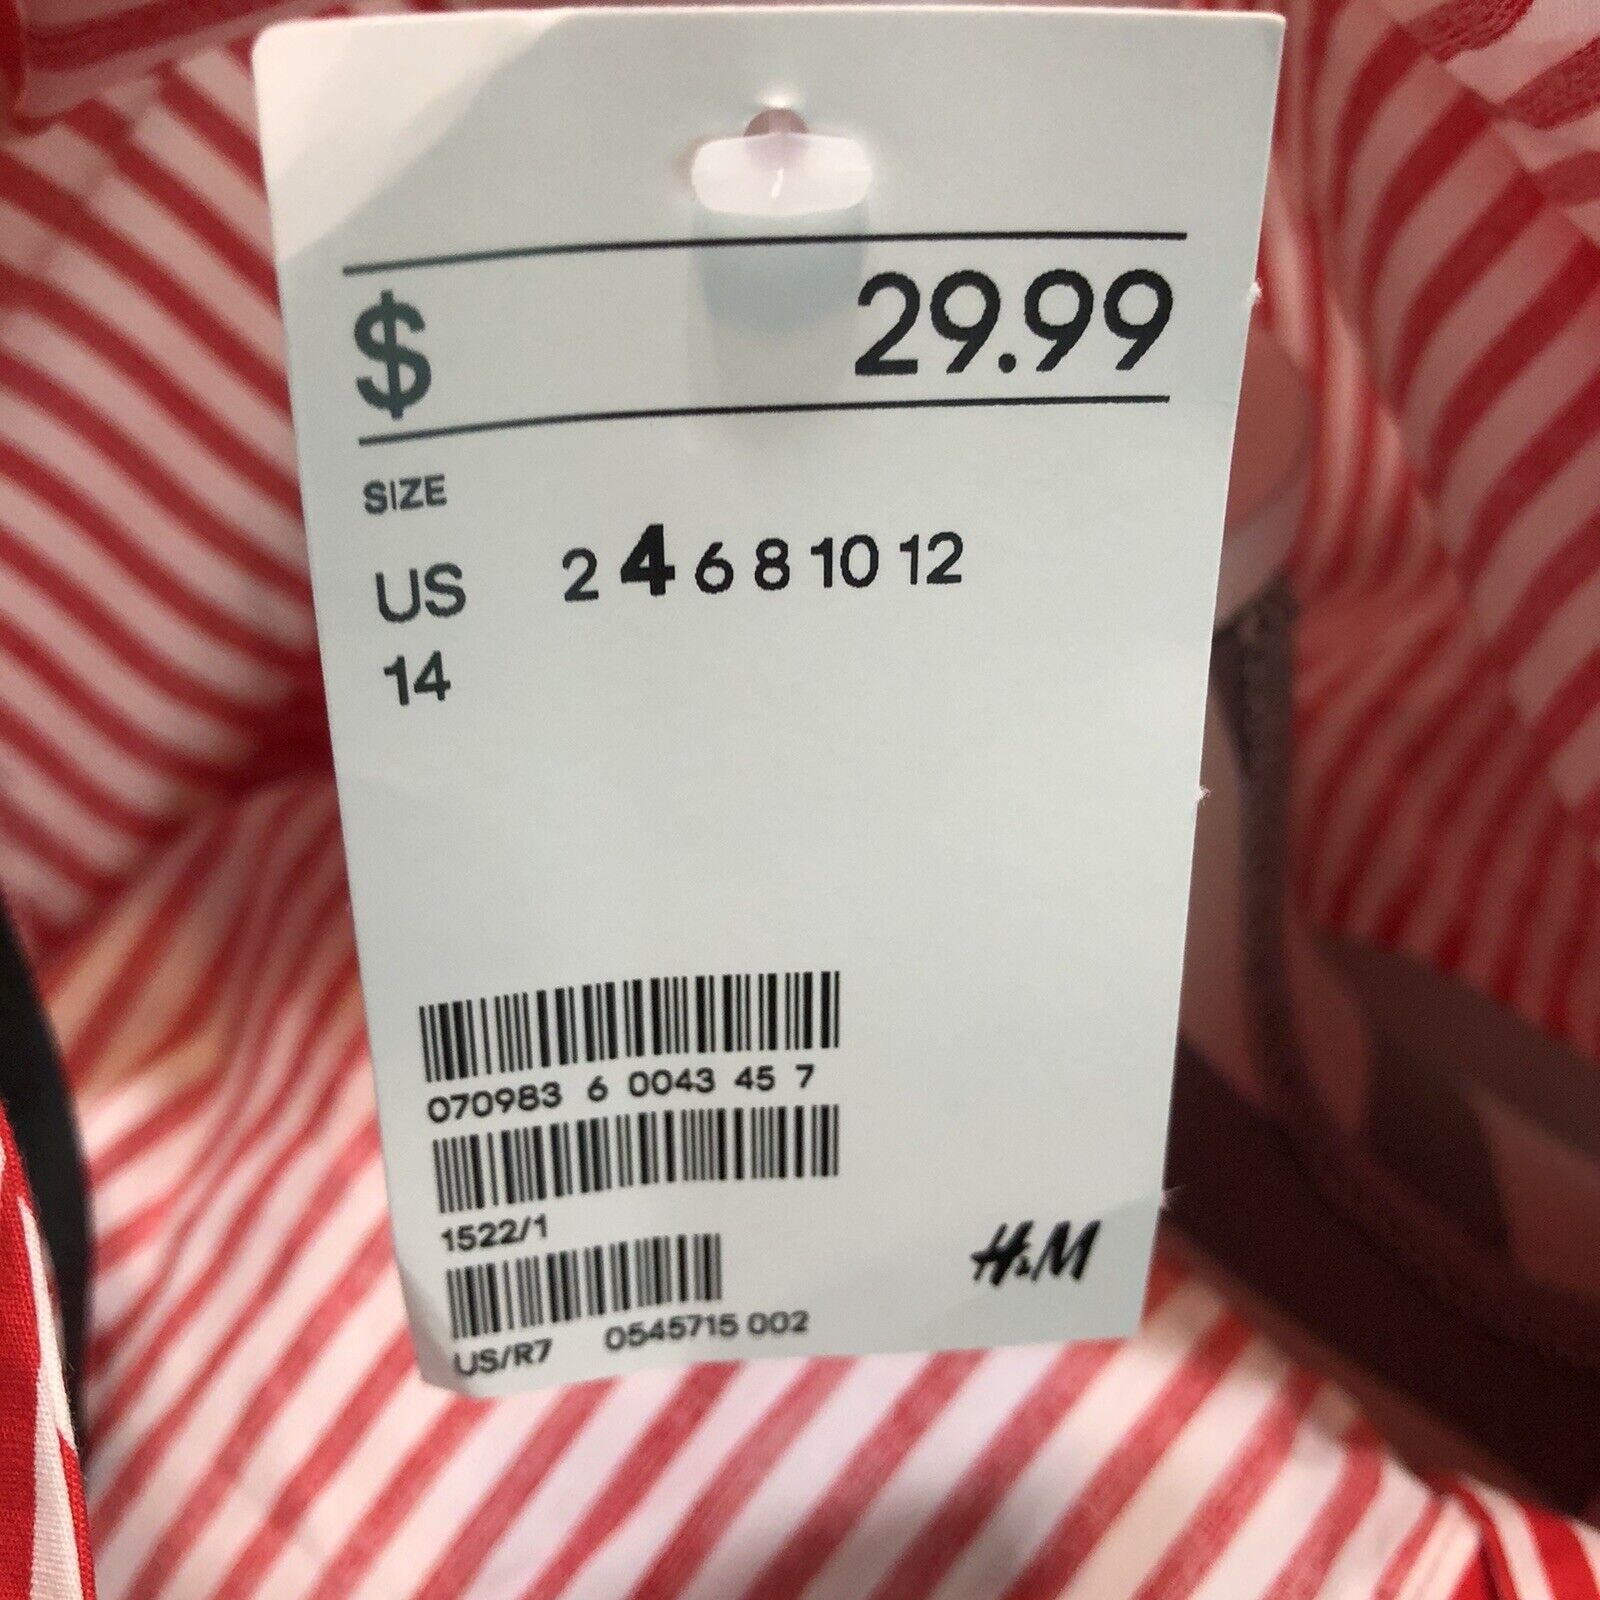 $ 29.99
SIZE
US 2 4 6 8 10 12
14
070983 6 0043 45 7
1522/1
H&M
US/R7 0545715 002